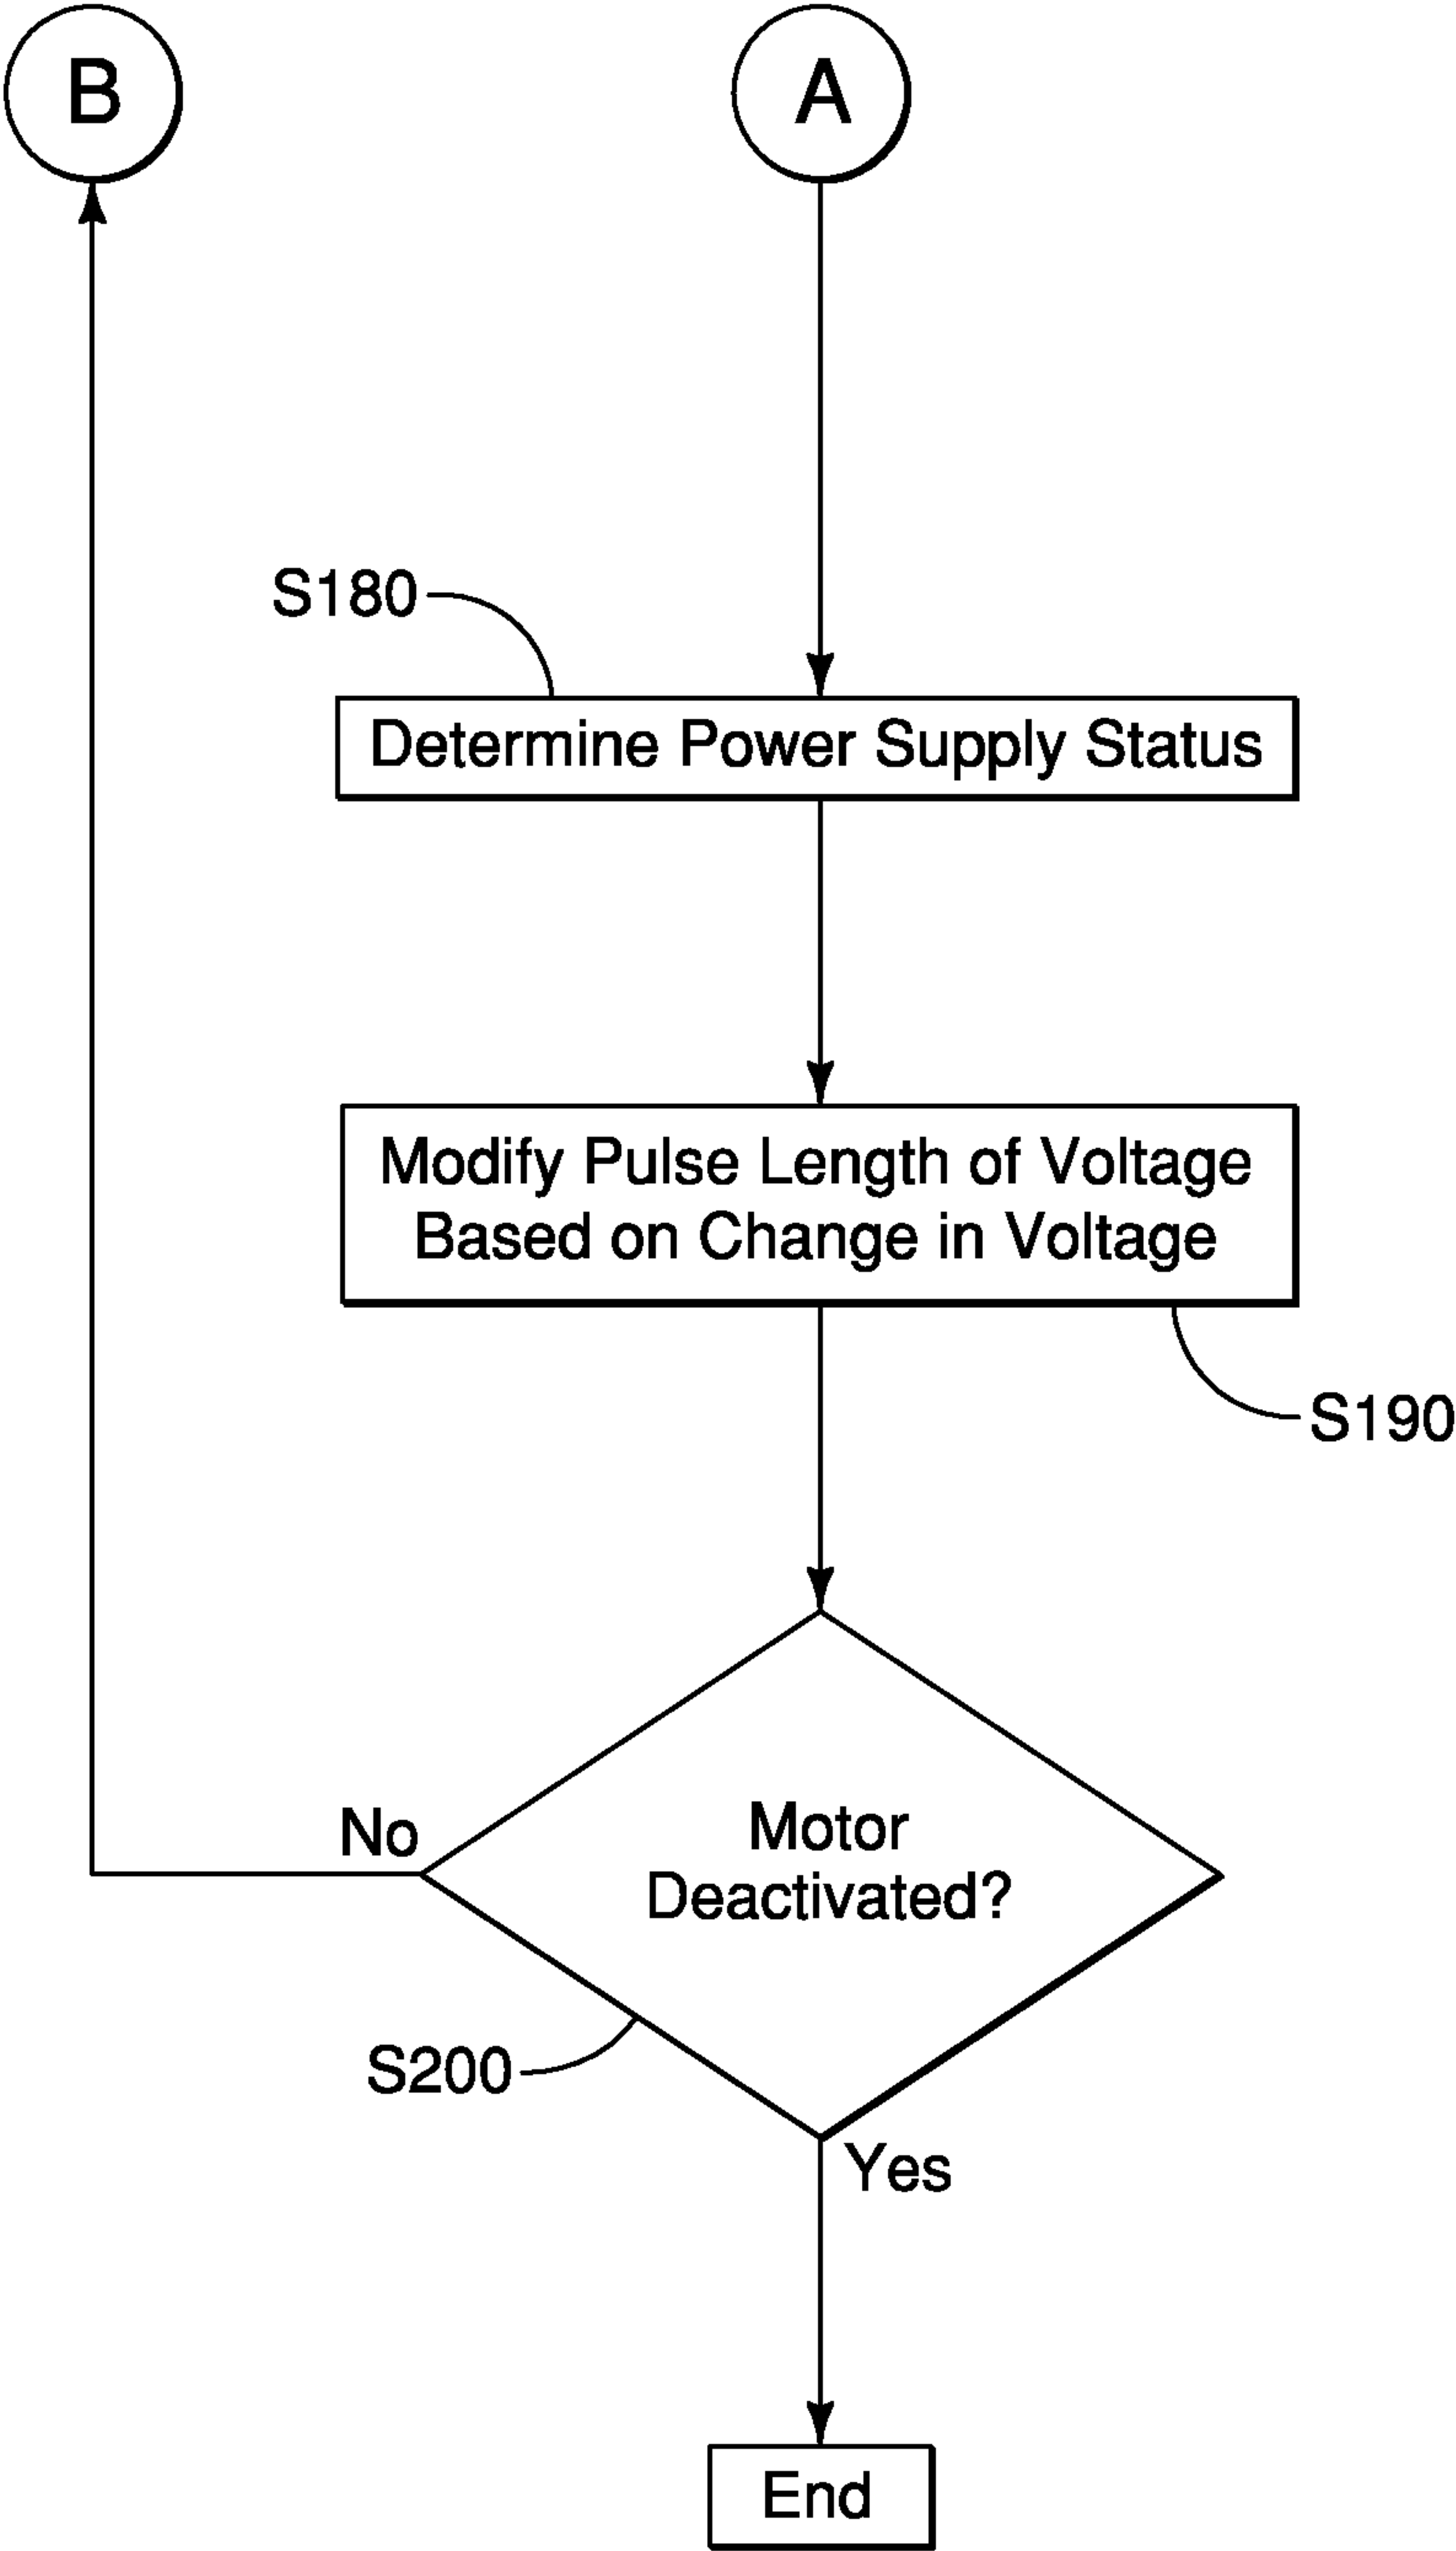 B
A
S180
Determine Power Supply Status
Modify Pulse Length of Voltage
Based on Change in Voltage
S190
No
Motor
Deactivated?
S200
Yes
End